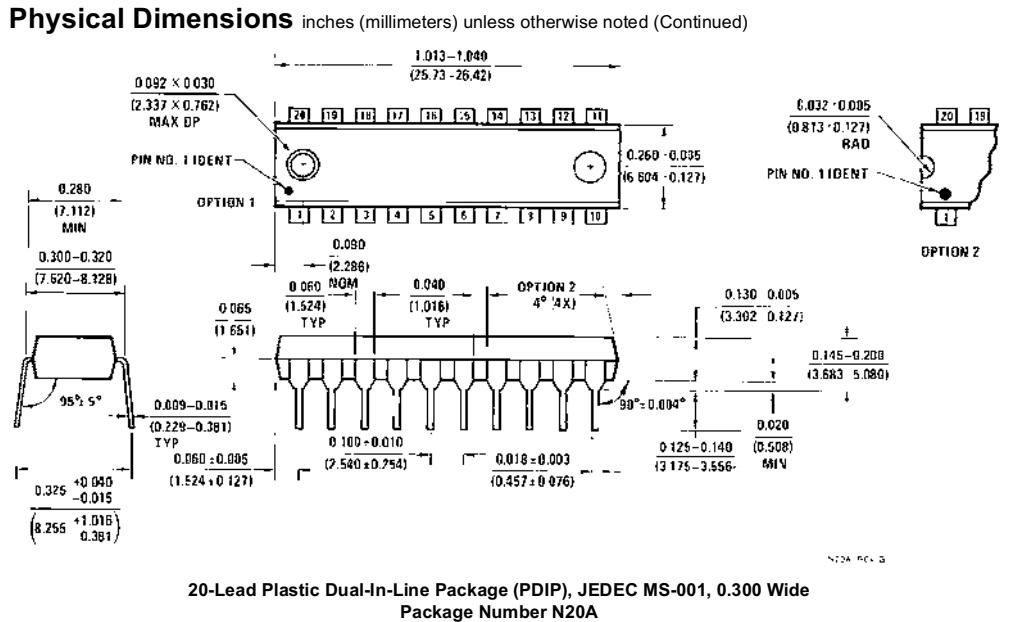 Physical Dimensions inches (millimeters) unless otherwise noted (Continued)
1.013–1.040
(25.73–26.42)
0.092 × 0.030
(2.337 × 0.762)
MAX DP
0.032 ·0.005
(0.813 ·0.127)
RAD
20 19 18 17 16 15 14 13 12 11
20 19
PIN NO. 1 IDENT
0.260 ·0.005
(6.604 ·0.127)
PIN NO. 1 IDENT
OPTION 1
1 2 3 4 5 6 7 8 9 10
1
OPTION 2
0.280
(7.112)
MIN
0.090
(2.286)
NOM
0.300–0.320
(7.620–8.128)
0.060
(1.524)
TYP
0.040
(1.016)
TYP
OPTION 2
4° (4X)
0.065
(1.651)
0.130 0.005
(3.302 0.127)
0.145–0.200
(3.683–5.080)
95°± 5°
90°±0.004°
0.009–0.015
(0.229–0.381)
TYP
0.100 ±0.010
(2.540 ±0.254)
0.060 ±0.005
(1.524 ±0.127)
0.018±0.003
(0.457±0.076)
0.125–0.140
(3.175–3.556)
0.020
(0.508)
MIN
0.325 +0.040
–0.015
(8.255 +1.016
0.381)
N20A REV G
20-Lead Plastic Dual-In-Line Package (PDIP), JEDEC MS-001, 0.300 Wide
Package Number N20A